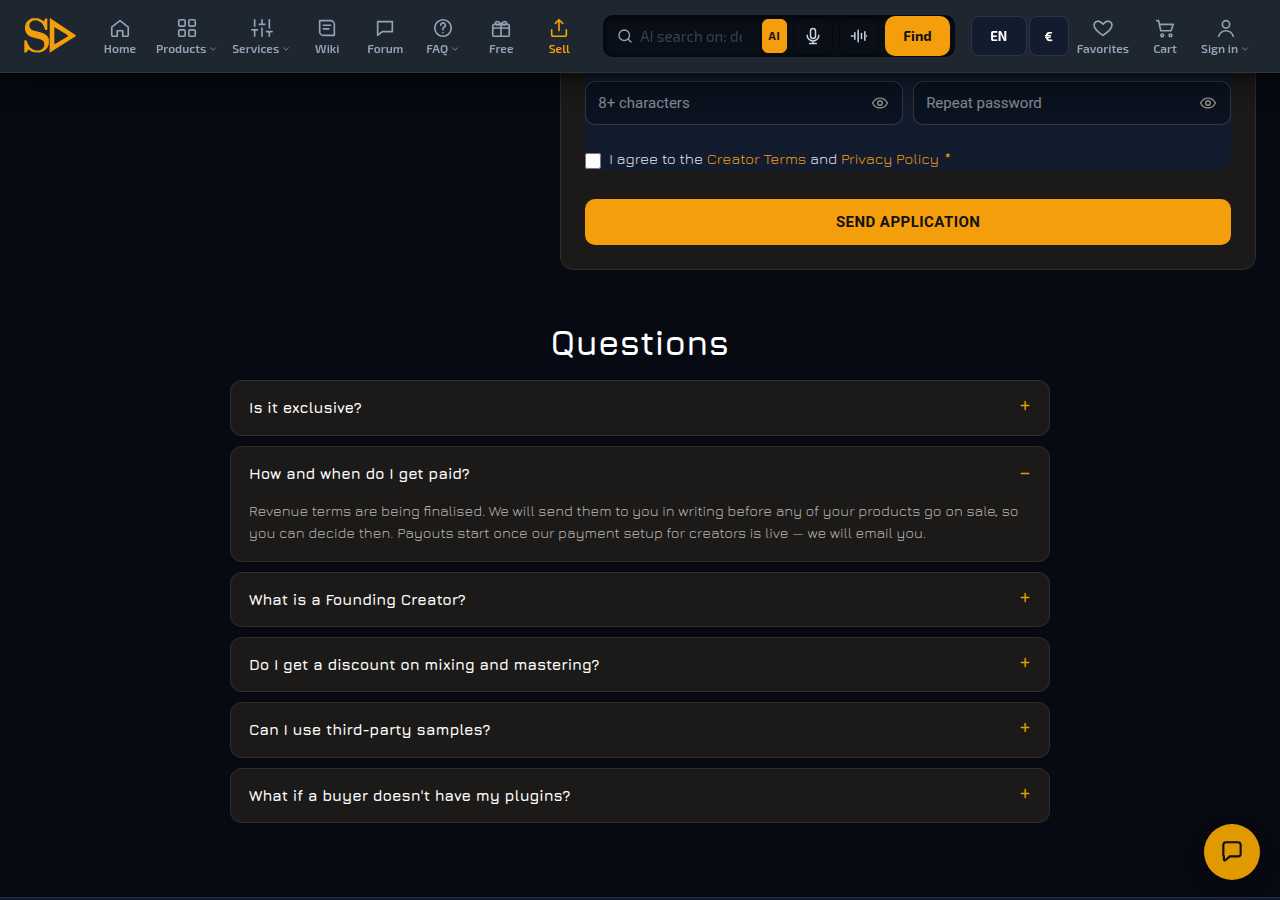 SD
Home
Products
Services
Wiki
Forum
FAQ
Free
Sell
AI search on:
AI
Find
EN
€
Favorites
Cart
Sign in
8+ characters
Repeat password
I agree to the Creator Terms and Privacy Policy *
SEND APPLICATION
Questions
Is it exclusive?
+
How and when do I get paid?
−
Revenue terms are being finalised. We will send them to you in writing before any of your products go on sale, so
you can decide then. Payouts start once our payment setup for creators is live — we will email you.
What is a Founding Creator?
+
Do I get a discount on mixing and mastering?
+
Can I use third-party samples?
+
What if a buyer doesn't have my plugins?
+